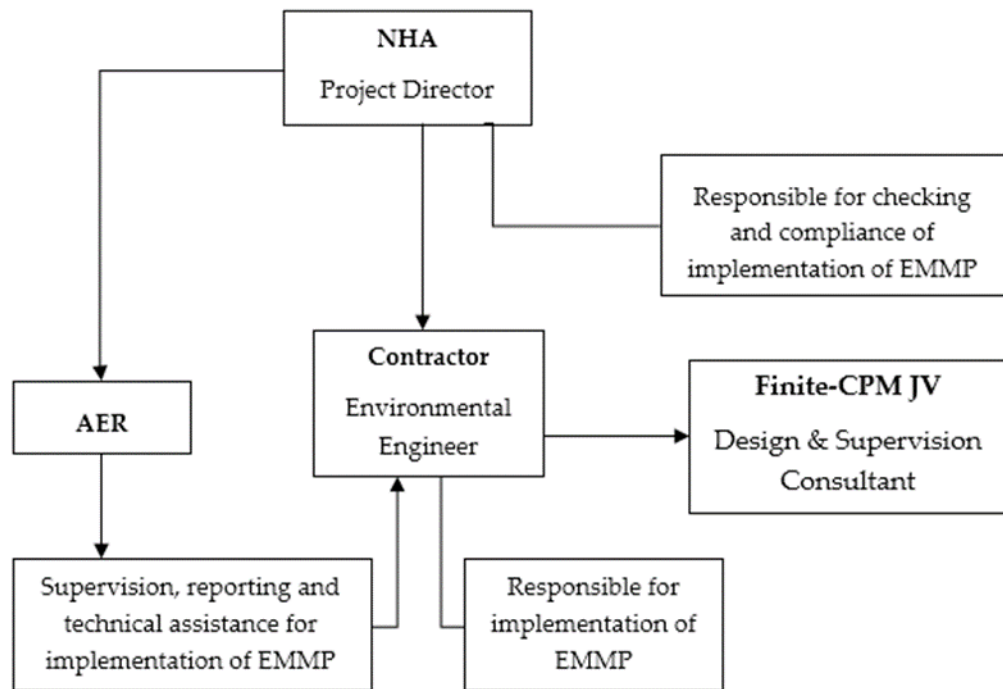 NHA
Project Director
Responsible for checking
and compliance of
implementation of EMMP
Contractor
Environmental
Engineer
Finite-CPM JV
Design & Supervision
Consultant
AER
Supervision, reporting and
technical assistance for
implementation of EMMP
Responsible for
implementation of
EMMP